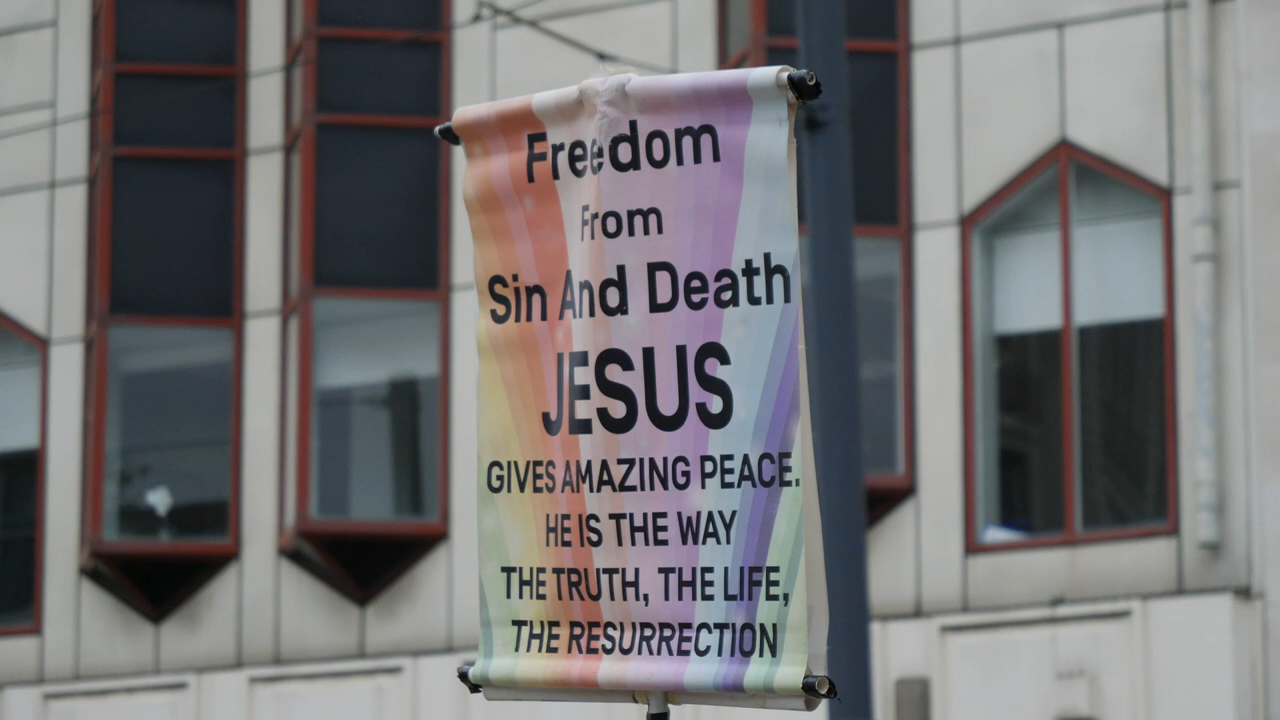 Freedom
From
Sin And Death
JESUS
GIVES AMAZING PEACE.
HE IS THE WAY
THE TRUTH, THE LIFE,
THE RESURRECTION